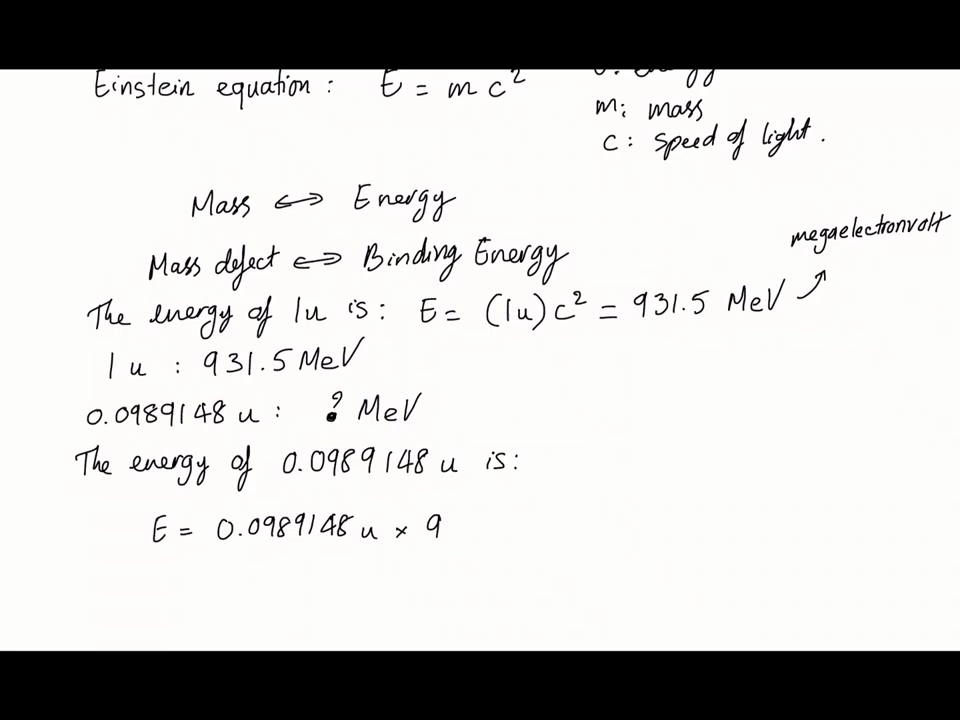 Einstein equation : E = mc²
m: mass
c: speed of light.
Mass ⟺ Energy
megaelectronvolt
Mass defect ⟺ Binding Energy
The energy of 1u is: E = (1u)c² = 931.5 MeV
1 u : 931.5 MeV
0.0989148 u : ? MeV
The energy of 0.0989148 u is:
E = 0.0989148 u × 9